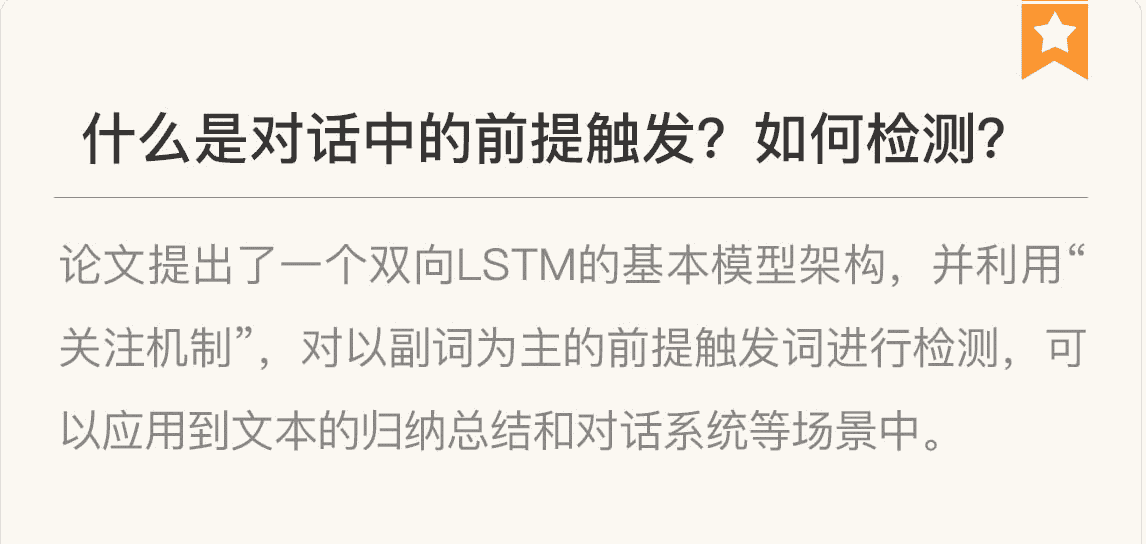 什么是对话中的前提触发？如何检测？
论文提出了一个双向LSTM的基本模型架构，并利用“
关注机制”，对以副词为主的前提触发词进行检测，可
以应用到文本的归纳总结和对话系统等场景中。